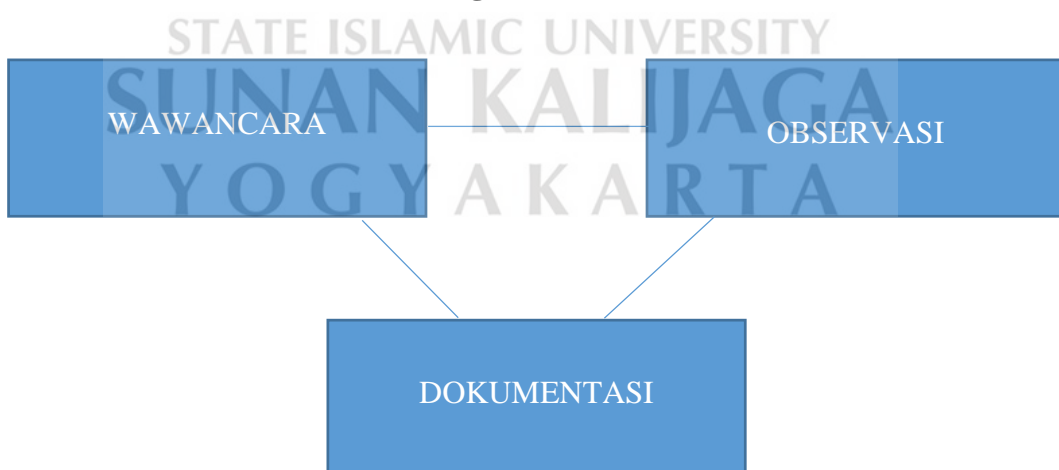 STATE ISLAMIC UNIVERSITY
SUNAN KALIJAGA
YOGYAKARTA
WAWANCARA
OBSERVASI
DOKUMENTASI